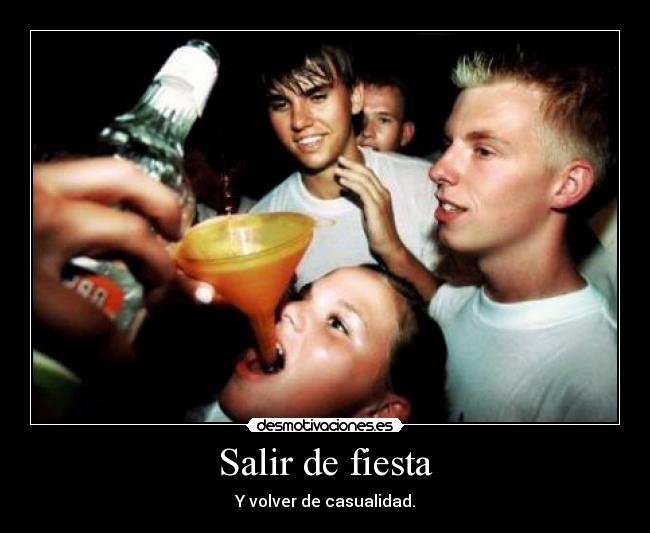 desmotivaciones.es
Salir de fiesta
Y volver de casualidad.